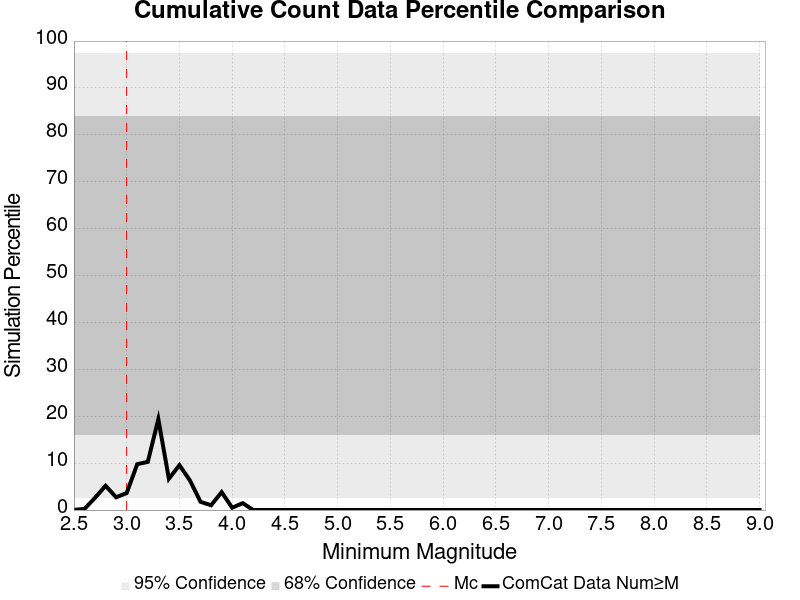 Cumulative Count Data Percentile Comparison
100
90
80
70
60
50
40
30
20
10
0
Simulation Percentile
2.5 3.0 3.5 4.0 4.5 5.0 5.5 6.0 6.5 7.0 7.5 8.0 8.5 9.0
Minimum Magnitude
95% Confidence 68% Confidence Mc ComCat Data Num≥M